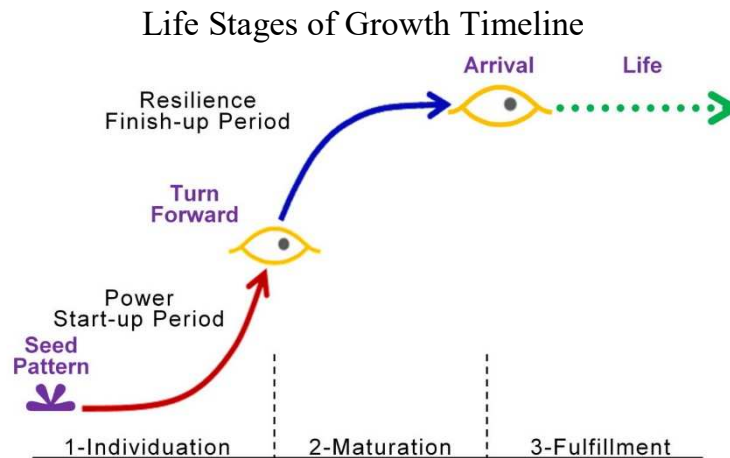 Life Stages of Growth Timeline
Arrival
Life
Resilience
Finish-up Period
Turn
Forward
Power
Start-up Period
Seed
Pattern
1-Individuation
2-Maturation
3-Fulfillment